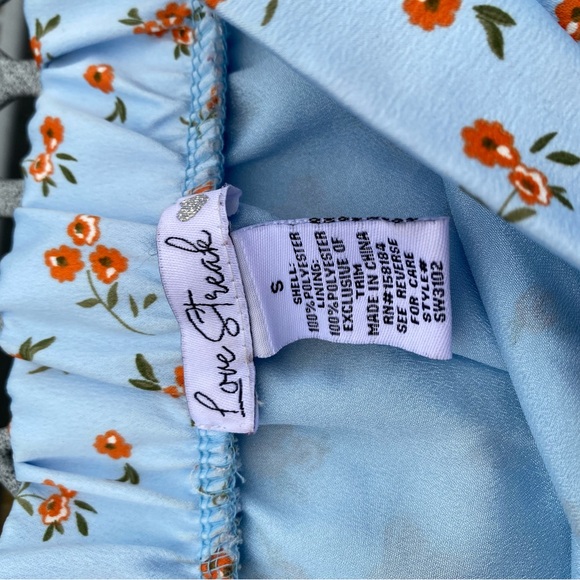 Love Streak
S
SHELL:
100% POLYESTER
LINING:
100% POLYESTER
EXCLUSIVE OF
TRIM
MADE IN CHINA
RN#158184
SEE REVERSE
FOR CARE
STYLE#
SW3102